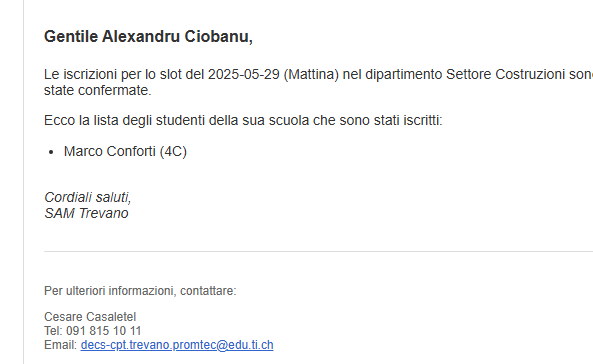 Gentile Alexandru Ciobanu,
Le iscrizioni per lo slot del 2025-05-29 (Mattina) nel dipartimento Settore Costruzioni
state confermate.
Ecco la lista degli studenti della sua scuola che sono stati iscritti:
• Marco Conforti (4C)
Cordiali saluti,
SAM Trevano
Per ulteriori informazioni, contattare:
Cesare Casaletel
Tel: 091 815 10 11
Email: decs-cpt.trevano.promtec@edu.ti.ch